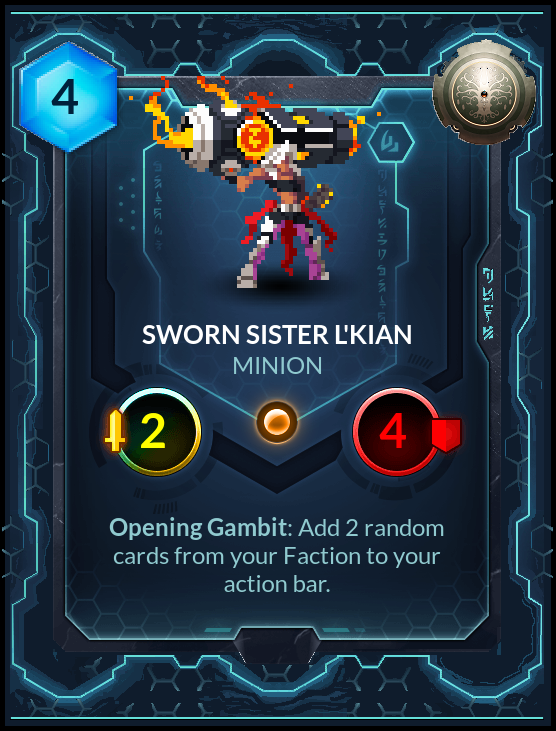 4
SWORN SISTER L'KIAN
MINION
2
4
Opening Gambit: Add 2 random
cards from your Faction to your
action bar.